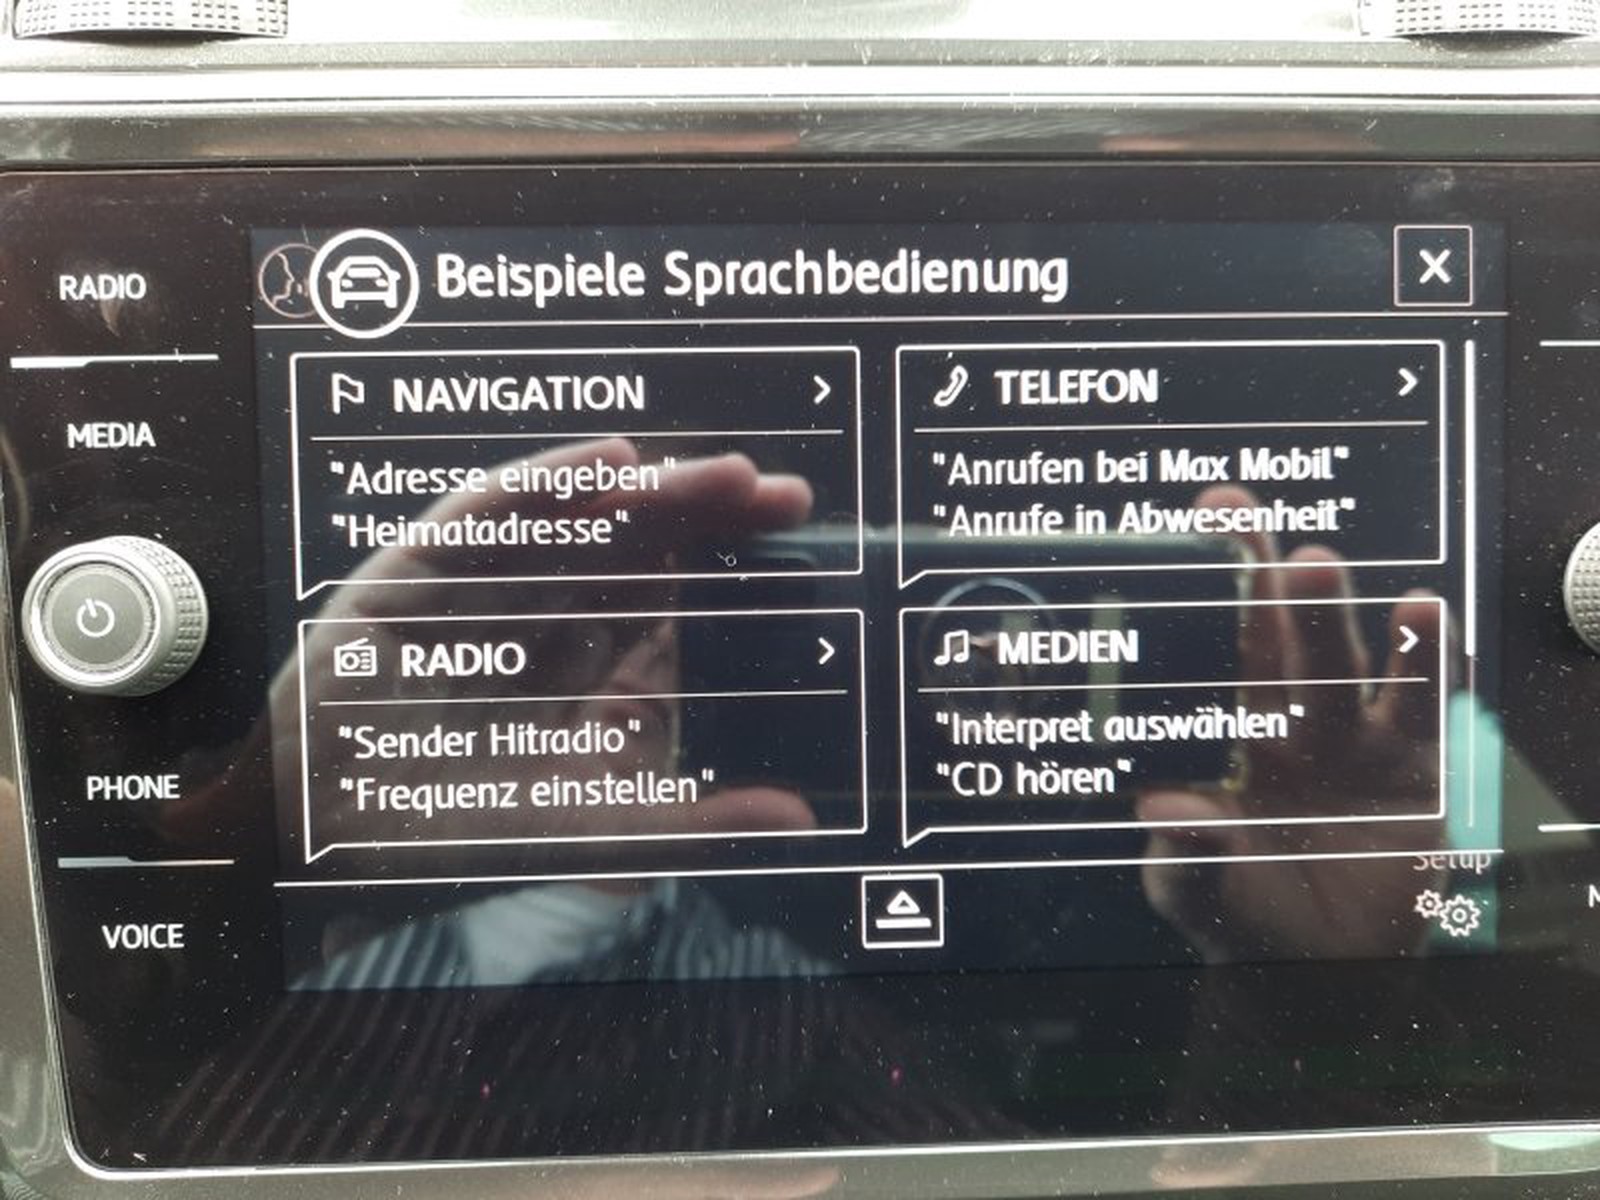 RADIO
MEDIA
PHONE
VOICE
Beispiele Sprachbedienung
NAVIGATION
"Adresse eingeben"
"Heimatadresse"
TELEFON
"Anrufen bei Max Mobil"
"Anrufe in Abwesenheit"
RADIO
"Sender Hitradio"
"Frequenz einstellen"
MEDIEN
"Interpret auswählen"
"CD hören"
Setup